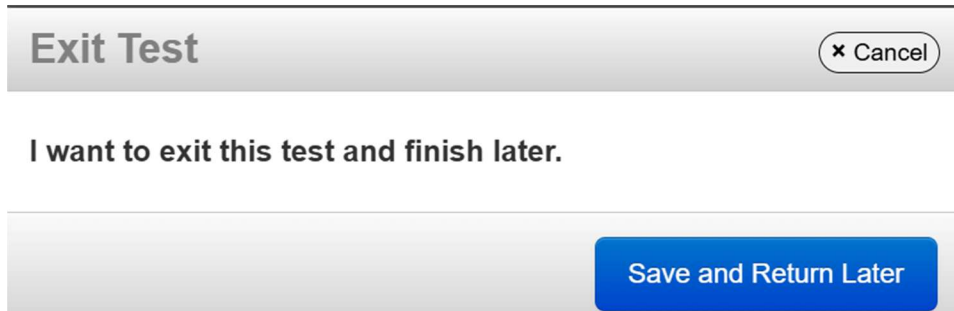 Exit Test
× Cancel
I want to exit this test and finish later.
Save and Return Later